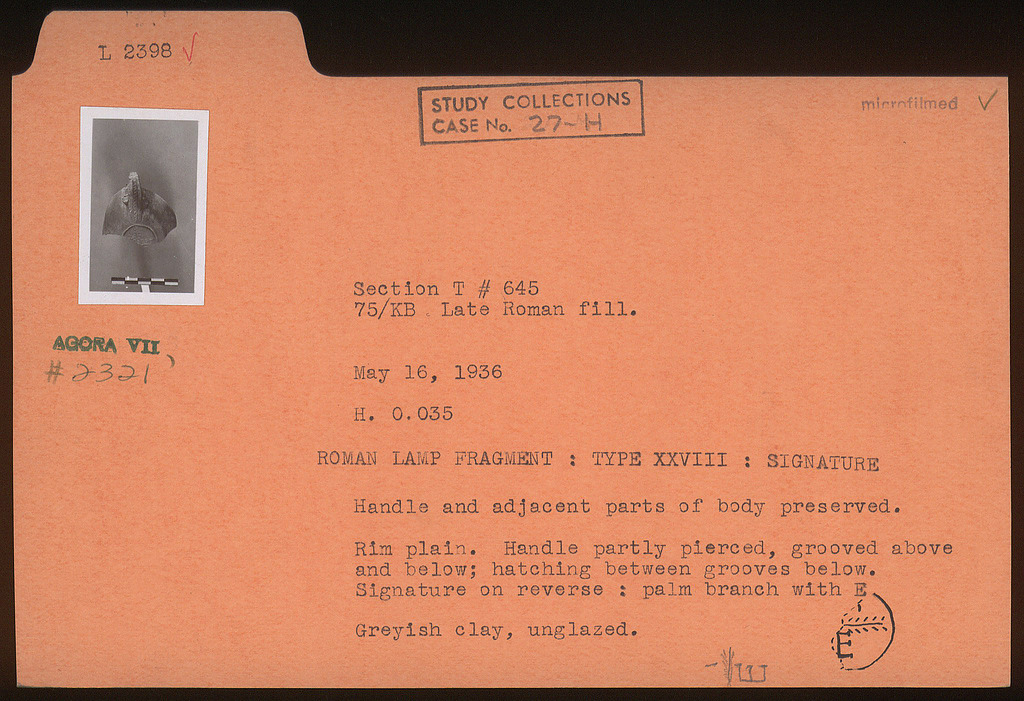 L 2398 ✓
STUDY COLLECTIONS
CASE No. 27-H
microfilmed ✓
Section T # 645
75/KB Late Roman fill.
AGORA VII,
# 2321
May 16, 1936
H. 0.035
ROMAN LAMP FRAGMENT : TYPE XXVIII : SIGNATURE
Handle and adjacent parts of body preserved.
Rim plain. Handle partly pierced, grooved above
and below; hatching between grooves below.
Signature on reverse : palm branch with E
Greyish clay, unglazed.
E
E